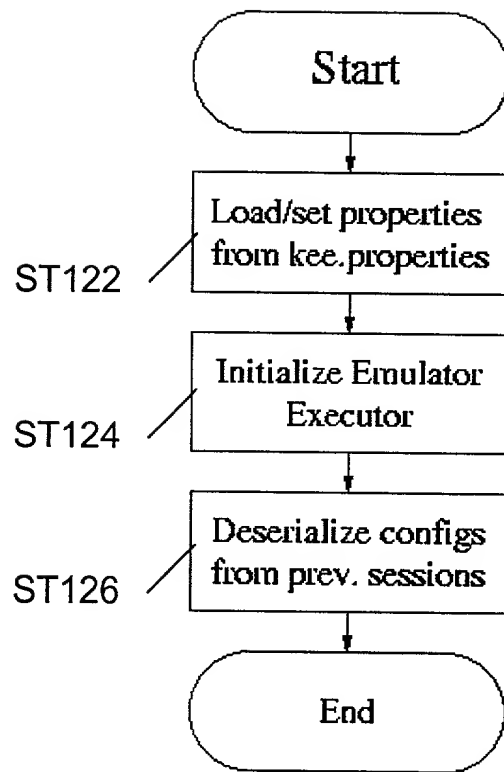 Start
Load/set properties
from kee.properties
ST122
Initialize Emulator
Executor
ST124
Deserialize configs
from prev. sessions
ST126
End